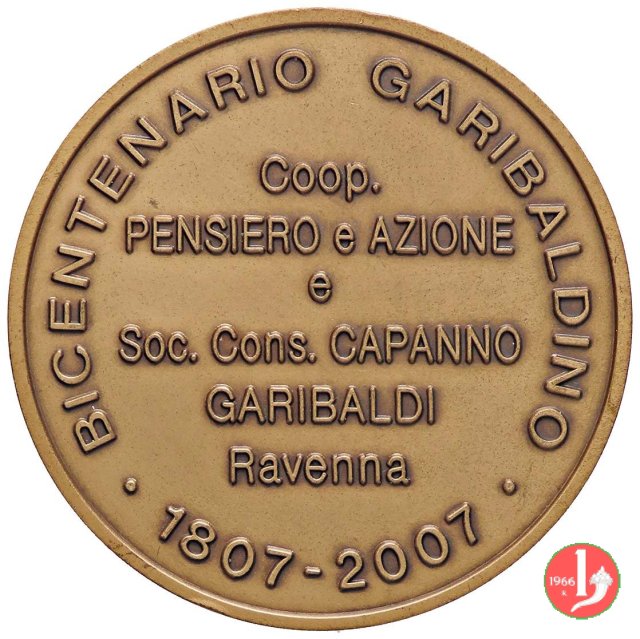 BICENTENARIO GARIBALDINO
Coop.
PENSIERO e AZIONE
e
Soc. Cons. CAPANNO
GARIBALDI
Ravenna
· 1807-2007 ·
1966
K